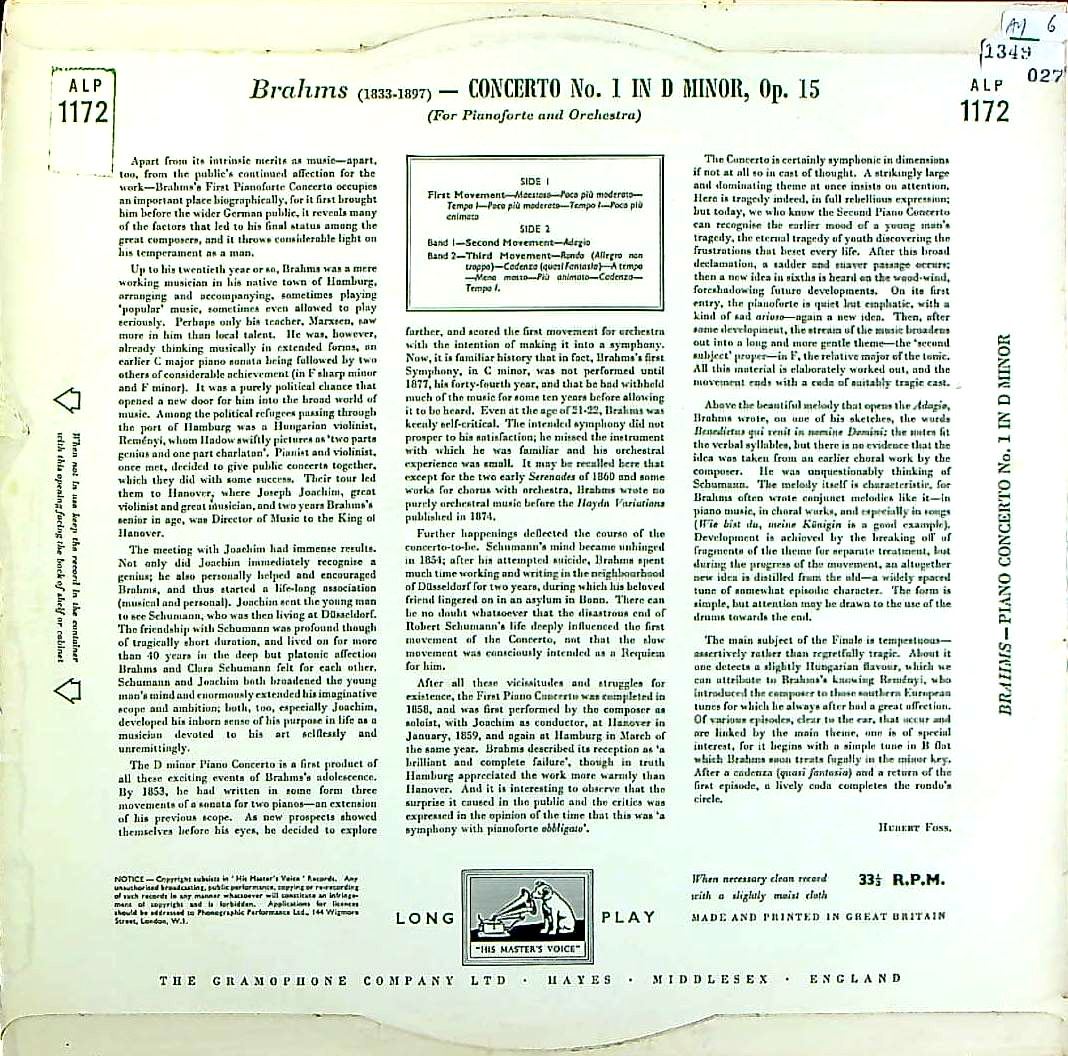 A-1 6
1349
027
ALP
1172
Brahms (1833-1897) — CONCERTO No. 1 IN D MINOR, Op. 15
(For Pianoforte and Orchestra)
ALP
1172
Apart from its intrinsic merits as music—apart,
too, from the public's continued affection for the
work—Brahms's First Pianoforte Concerto occupies
an important place biographically, for it first brought
him before the wider German public, it reveals many
of the factors that led to his final status among the
great composers, and it throws considerable light on
his temperament as a man.
Up to his twentieth year or so, Brahms was a mere
working musician in his native town of Hamburg,
arranging and accompanying, sometimes playing
'popular' music, sometimes even allowed to play
seriously. Perhaps only his teacher, Marxsen, saw
more in him than local talent. He was, however,
already thinking musically in extended forms, an
earlier C major piano sonata being followed by two
others of considerable achievement (in F sharp minor
and F minor). It was a purely political chance that
opened a new door for him into the broad world of
music. Among the political refugees passing through
the port of Hamburg was a Hungarian violinist,
Reményi, whom Hadow swiftly pictures as 'two parts
genius and one part charlatan'. Pianist and violinist,
once met, decided to give public concerts together,
which they did with some success. Their tour led
them to Hanover, where Joseph Joachim, great
violinist and great musician, and two years Brahms's
senior in age, was Director of Music to the King of
Hanover.
The meeting with Joachim had immense results.
Not only did Joachim immediately recognise a
genius; he also personally helped and encouraged
Brahms, and thus started a life-long association
(musical and personal). Joachim sent the young man
to see Schumann, who was then living at Düsseldorf.
The friendship with Schumann was profound though
of tragically short duration, and lived on for more
than 40 years in the deep but platonic affection
Brahms and Clara Schumann felt for each other.
Schumann and Joachim both broadened the young
man's mind and enormously extended his imaginative
scope and ambition; both, too, especially Joachim,
developed his inborn sense of his purpose in life as a
musician devoted to his art selflessly and
unremittingly.
The D minor Piano Concerto is a first product of
all these exciting events of Brahms's adolescence.
By 1853, he had written in some form three
movements of a sonata for two pianos—an extension
of his previous scope. As new prospects showed
themselves before his eyes, he decided to explore
SIDE 1
First Movement—Maestoso—Poco più moderato—
Tempo I—Poco più moderato—Tempo I—Poco più
animato
SIDE 2
Band 1—Second Movement—Adagio
Band 2—Third Movement—Rondo (Allegro non
troppo)—Cadenza (quasi Fantasia)—A tempo
—Meno mosso—Più animato—Cadenza—
Tempo I.
further, and scored the first movement for orchestra
with the intention of making it into a symphony.
Now, it is familiar history that in fact, Brahms's first
Symphony, in C minor, was not performed until
1877, his forty-fourth year, and that he had withheld
much of the music for some ten years before allowing
it to be heard. Even at the age of 21-22, Brahms was
keenly self-critical. The intended symphony did not
prosper to his satisfaction; he missed the instrument
with which he was familiar and his orchestral
experience was small. It may be recalled here that
except for the two early Serenades of 1860 and some
works for chorus with orchestra, Brahms wrote no
purely orchestral music before the Haydn Variations
published in 1874.
Further happenings deflected the course of the
concerto-to-be. Schumann's mind became unhinged
in 1854; after his attempted suicide, Brahms spent
much time working and writing in the neighbourhood
of Düsseldorf for two years, during which his beloved
friend lingered on in an asylum in Bonn. There can
be no doubt whatsoever that the disastrous end of
Robert Schumann's life deeply influenced the first
movement of the Concerto, not that the slow
movement was consciously intended as a Requiem
for him.
After all these vicissitudes and struggles for
existence, the First Piano Concerto was completed in
1858, and was first performed by the composer as
soloist, with Joachim as conductor, at Hanover in
January, 1859, and again at Hamburg in March of
the same year. Brahms described its reception as 'a
brilliant and complete failure', though in truth
Hamburg appreciated the work more warmly than
Hanover. And it is interesting to observe that the
surprise it caused in the public and the critics was
expressed in the opinion of the time that this was 'a
symphony with pianoforte obbligato'.
The Concerto is certainly symphonic in dimensions
if not at all so in cast of thought. A strikingly large
and dominating theme at once insists on attention.
Here is tragedy indeed, in full rebellious expression;
but today, we who know the Second Piano Concerto
can recognise the earlier mood of a young man's
tragedy, the eternal tragedy of youth discovering the
frustrations that beset every life. After this broad
declamation, a sadder and suaver passage occurs;
then a new idea in sixths is heard on the wood-wind,
foreshadowing future developments. On its first
entry, the pianoforte is quiet but emphatic, with a
kind of sad arioso—again a new idea. Then, after
some development, the stream of the music broadens
out into a long and more gentle theme—the 'second
subject' proper—in F, the relative major of the tonic.
All this material is elaborately worked out, and the
movement ends with a coda of suitably tragic cast.
Above the beautiful melody that opens the Adagio,
Brahms wrote, on one of his sketches, the words
Benedictus qui venit in nomine Domini; the notes fit
the verbal syllables, but there is no evidence that the
idea was taken from an earlier choral work by the
composer. He was unquestionably thinking of
Schumann. The melody itself is characteristic, for
Brahms often wrote conjunct melodies like it—in
piano music, in choral works, and especially in songs
(Wie bist du, meine Königin is a good example).
Development is achieved by the breaking off of
fragments of the theme for separate treatment, but
during the progress of the movement, an altogether
new idea is distilled from the old—a widely spaced
tune of somewhat episodic character. The form is
simple, but attention may be drawn to the use of the
drums towards the end.
The main subject of the Finale is tempestuous—
assertively rather than regretfully tragic. About it
one detects a slightly Hungarian flavour, which we
can attribute to Brahms's knowing Reményi, who
introduced the composer to those southern European
tunes for which he always after had a great affection.
Of various episodes, clear to the ear, that occur and
are linked by the main theme, one is of special
interest, for it begins with a simple tune in B flat
which Brahms soon treats fugally in the minor key.
After a cadenza (quasi fantasia) and a return of the
first episode, a lively coda completes the rondo's
circle.
HUBERT FOSS.
When not in use keep the record in the container
with this opening facing the back of shelf or cabinet
BRAHMS—PIANO CONCERTO No. 1 IN D MINOR
NOTICE — Copyright subsists in 'His Master's Voice' Records. Any
unauthorised broadcasting, public performance, copying or re-recording
of such records in any manner whatsoever will constitute an infringe-
ment of copyright and is forbidden. Applications for licences
should be addressed to Phonographic Performance Ltd., 144 Wigmore
Street, London, W.1.
LONG PLAY
"HIS MASTER'S VOICE"
When necessary clean record
with a slightly moist cloth
33⅓ R.P.M.
MADE AND PRINTED IN GREAT BRITAIN
THE GRAMOPHONE COMPANY LTD · HAYES · MIDDLESEX · ENGLAND